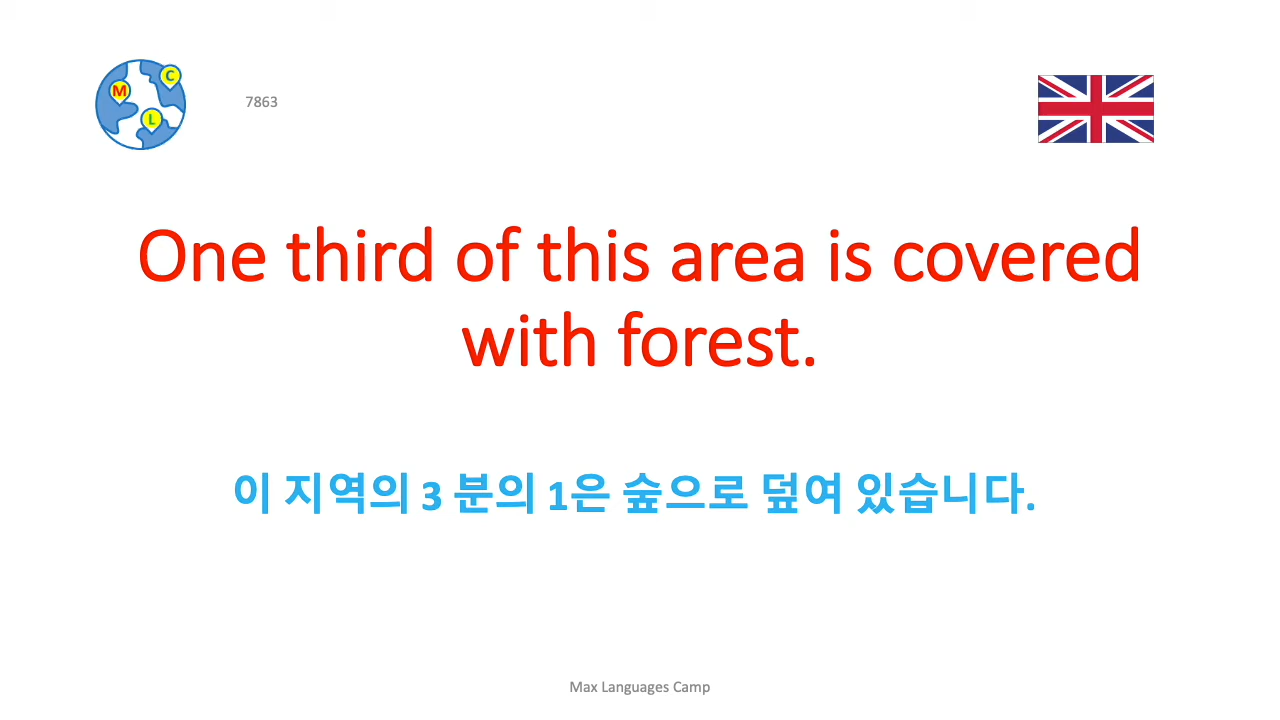 M
C
L
7863
One third of this area is covered
with forest.
이 지역의 3 분의 1은 숲으로 덮여 있습니다.
Max Languages Camp